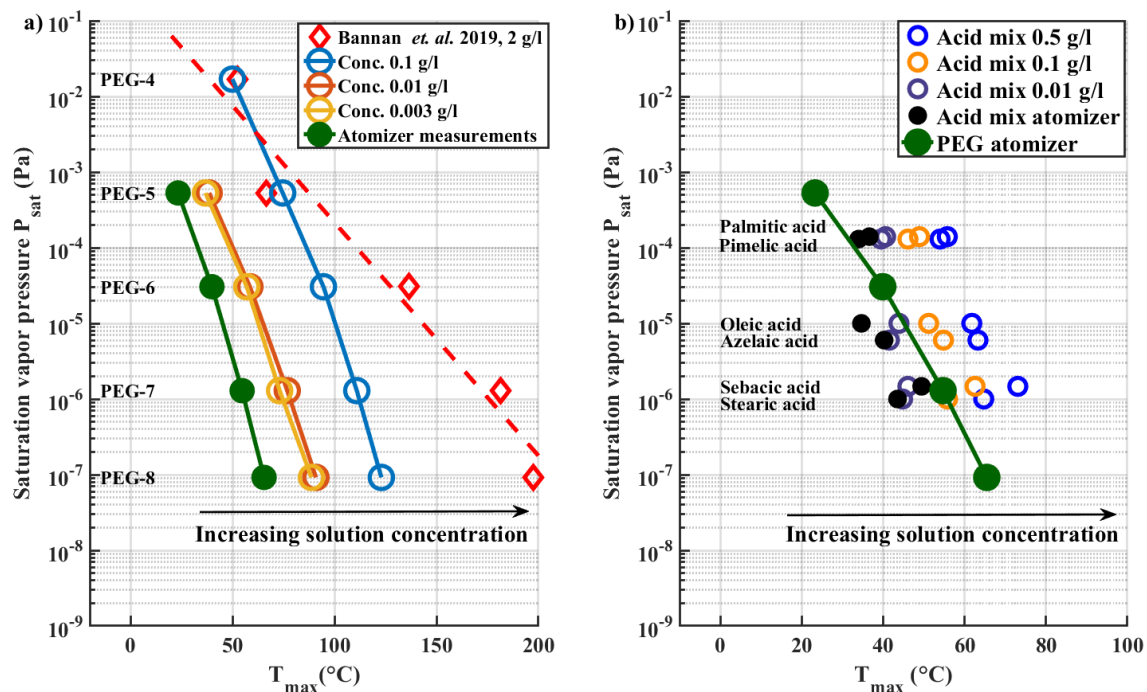 a)
Saturation vapor pressure P_sat (Pa)
10^-1
10^-2
10^-3
10^-4
10^-5
10^-6
10^-7
10^-8
10^-9
PEG-4
PEG-5
PEG-6
PEG-7
PEG-8
Bannan et. al. 2019, 2 g/l
Conc. 0.1 g/l
Conc. 0.01 g/l
Conc. 0.003 g/l
Atomizer measurements
Increasing solution concentration
0 50 100 150 200
T_max (°C)
b)
Saturation vapor pressure P_sat (Pa)
10^-1
10^-2
10^-3
10^-4
10^-5
10^-6
10^-7
10^-8
10^-9
Acid mix 0.5 g/l
Acid mix 0.1 g/l
Acid mix 0.01 g/l
Acid mix atomizer
PEG atomizer
Palmitic acid
Pimelic acid
Oleic acid
Azelaic acid
Sebacic acid
Stearic acid
Increasing solution concentration
0 20 40 60 80 100
T_max (°C)